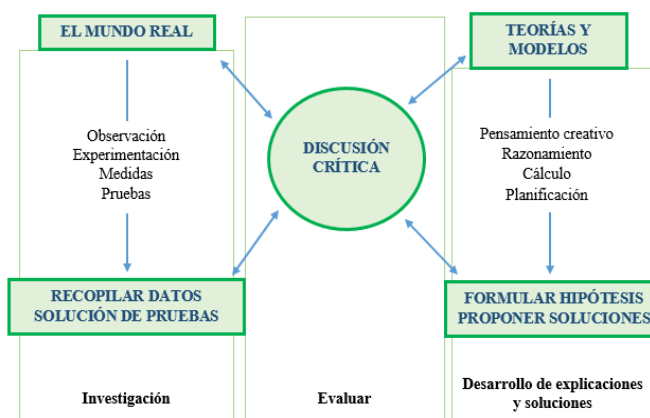 EL MUNDO REAL
Observación
Experimentación
Medidas
Pruebas
RECOPILAR DATOS
SOLUCIÓN DE PRUEBAS
Investigación
DISCUSIÓN
CRÍTICA
Evaluar
TEORÍAS Y
MODELOS
Pensamiento creativo
Razonamiento
Cálculo
Planificación
FORMULAR HIPÓTESIS
PROPONER SOLUCIONES
Desarrollo de explicaciones
y soluciones